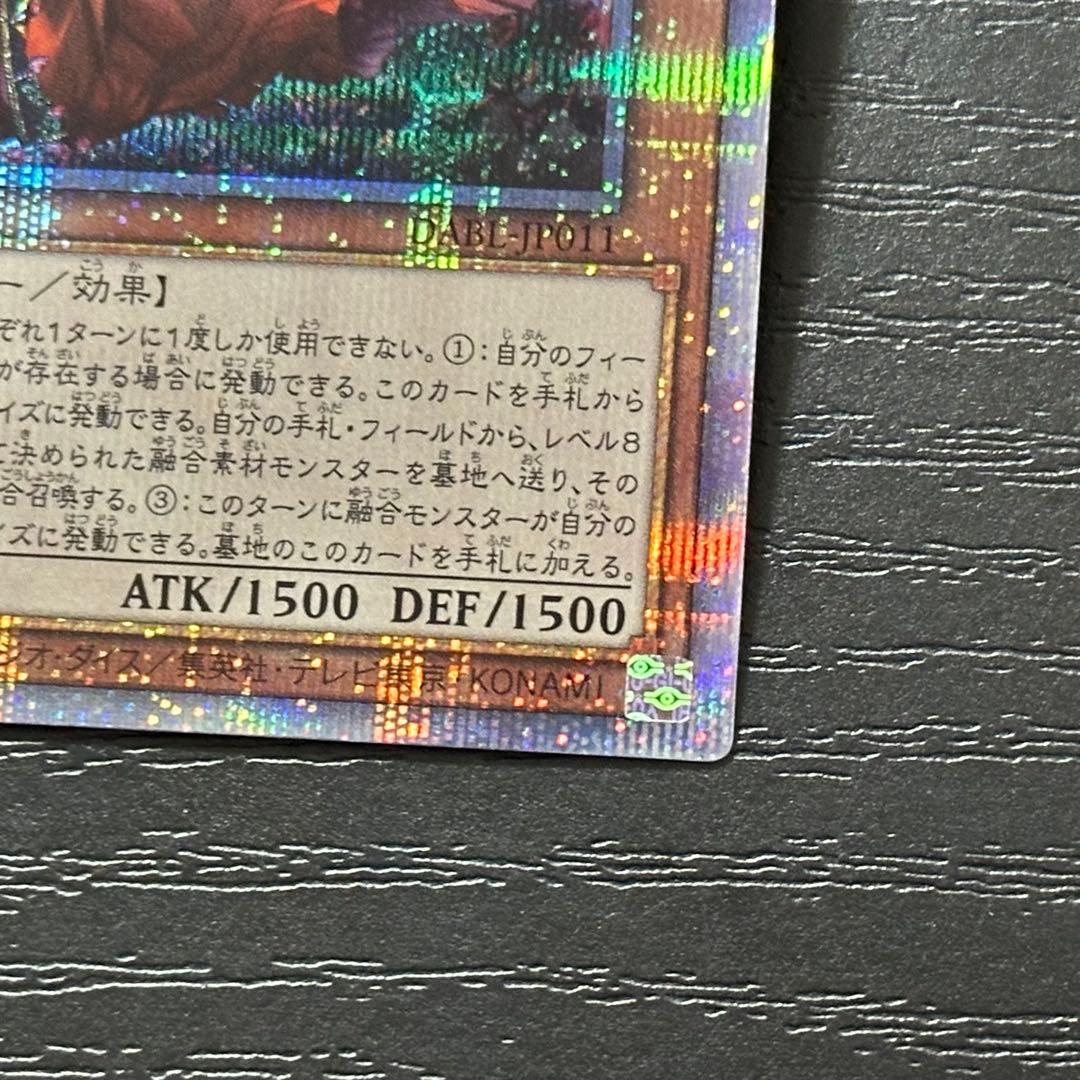 DABL-JP011
ー／効果】
ぞれ1ターンに1度しか使用できない。①：自分のフィー
が存在する場合に発動できる。このカードを手札から
イズに発動できる。自分の手札・フィールドから、レベル8
て決められた融合素材モンスターを墓地へ送り、その
合召喚する。③：このターンに融合モンスターが自分の
イズに発動できる。墓地のこのカードを手札に加える。
ATK/1500 DEF/1500
ジオ・ダイス／集英社・テレビ東京・KONAMI